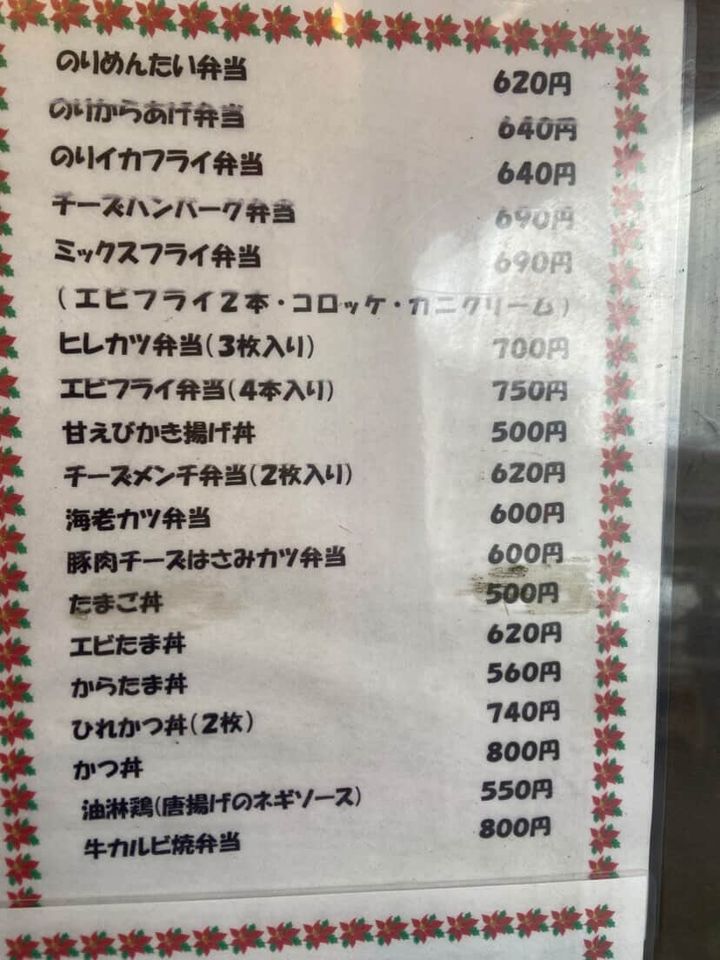 のりめんたい弁当 620円
のりからあげ弁当 640円
のりイカフライ弁当 640円
チーズハンバーグ弁当 690円
ミックスフライ弁当 690円
(エビフライ2本・コロッケ・カニクリーム)
ヒレカツ弁当(3枚入り) 700円
エビフライ弁当(4本入り) 750円
甘えびかき揚げ丼 500円
チーズメンチ弁当(2枚入り) 620円
海老カツ弁当 600円
豚肉チーズはさみカツ弁当 600円
たまご丼 500円
エビたま丼 620円
からたま丼 560円
ひれかつ丼(2枚) 740円
かつ丼 800円
油淋鶏(唐揚げのネギソース) 550円
牛カルビ焼弁当 800円